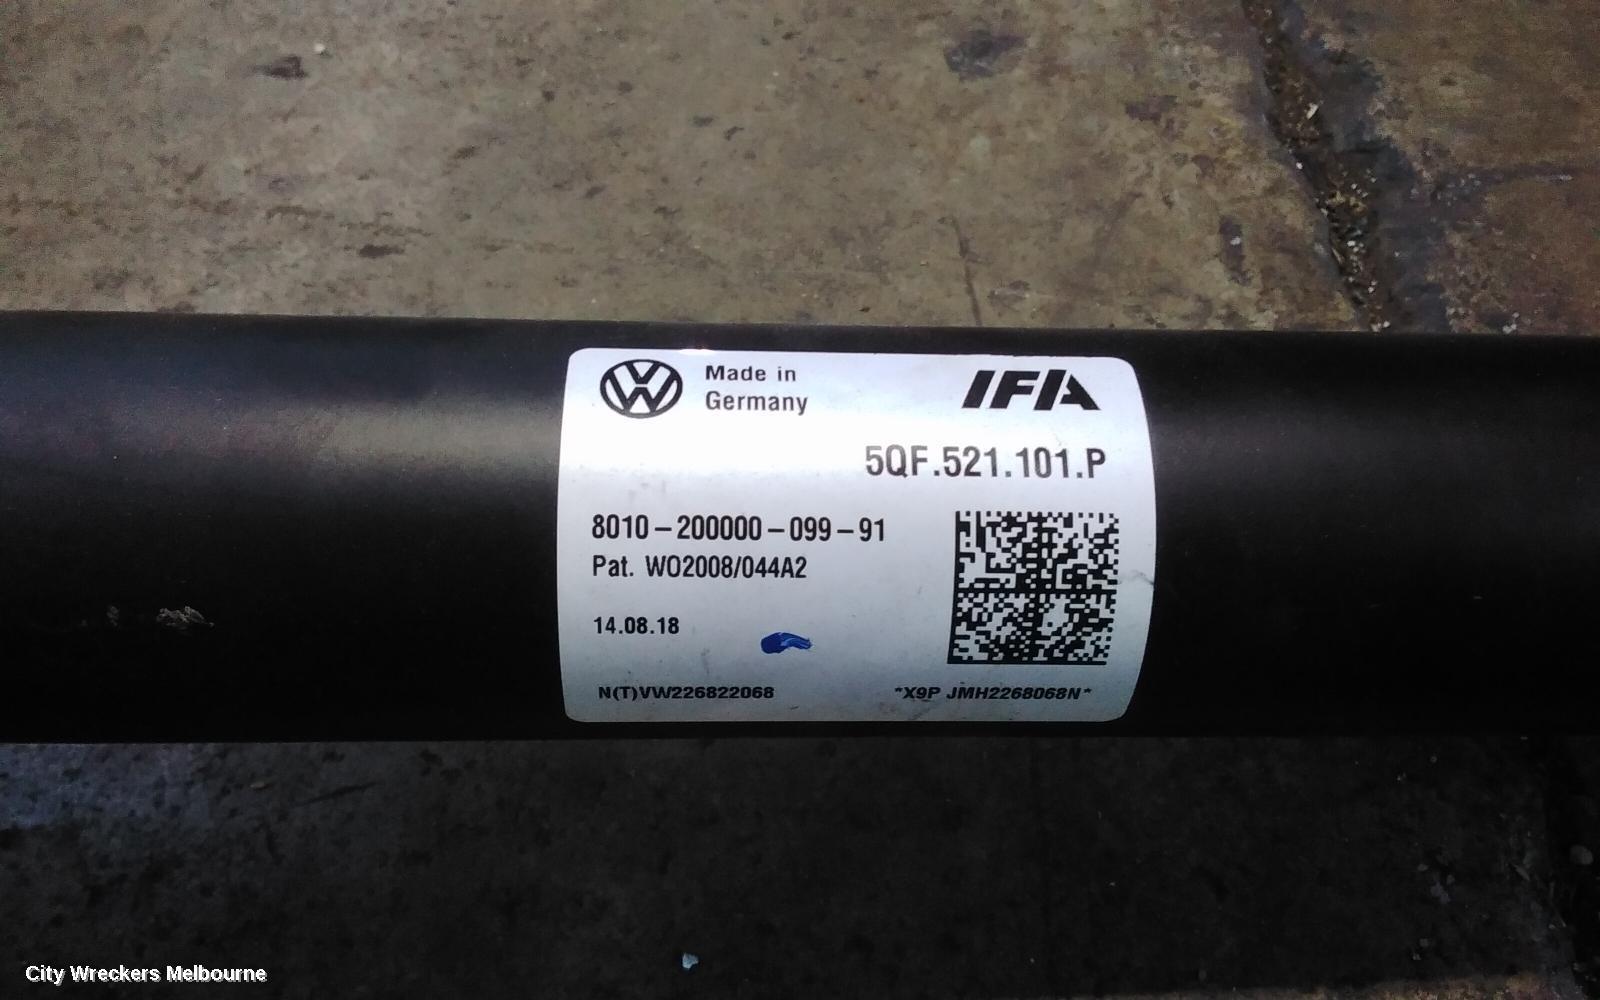 Made in
Germany
IFA
5QF.521.101.P
8010-200000-099-91
Pat. WO2008/044A2
14.08.18
N(T)VW226822068
*X9P JMH2268068N*
City Wreckers Melbourne